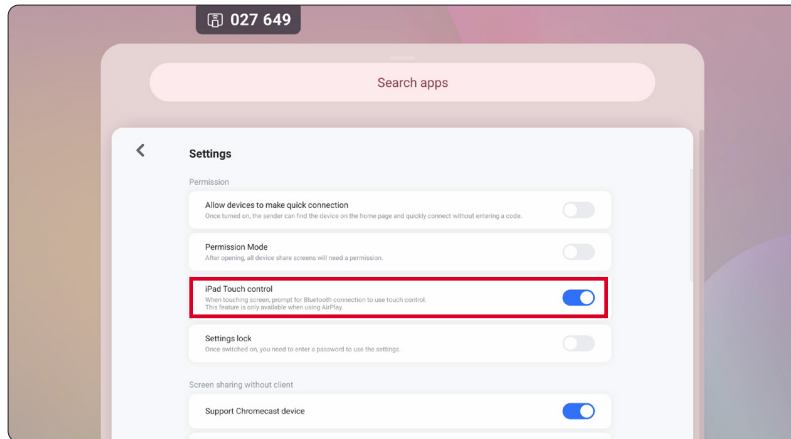 027 649
Search apps
Settings
Permission
Allow devices to make quick connection
Once turned on, the sender can find the device on the home page and quickly connect without entering a code.
Permission Mode
After opening, all device share screens will need a permission.
iPad Touch control
When touching screen, prompt for Bluetooth connection to use touch control.
This feature is only available when using AirPlay.
Settings lock
Once switched on, you need to enter a password to use the settings.
Screen sharing without client
Support Chromecast device